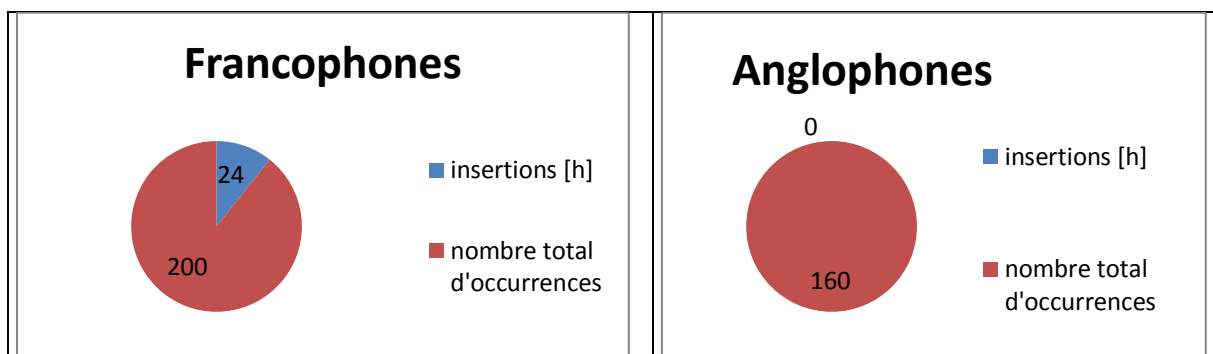 Francophones
24
200
insertions [h]
nombre total
d'occurrences
Anglophones
0
160
insertions [h]
nombre total
d'occurrences